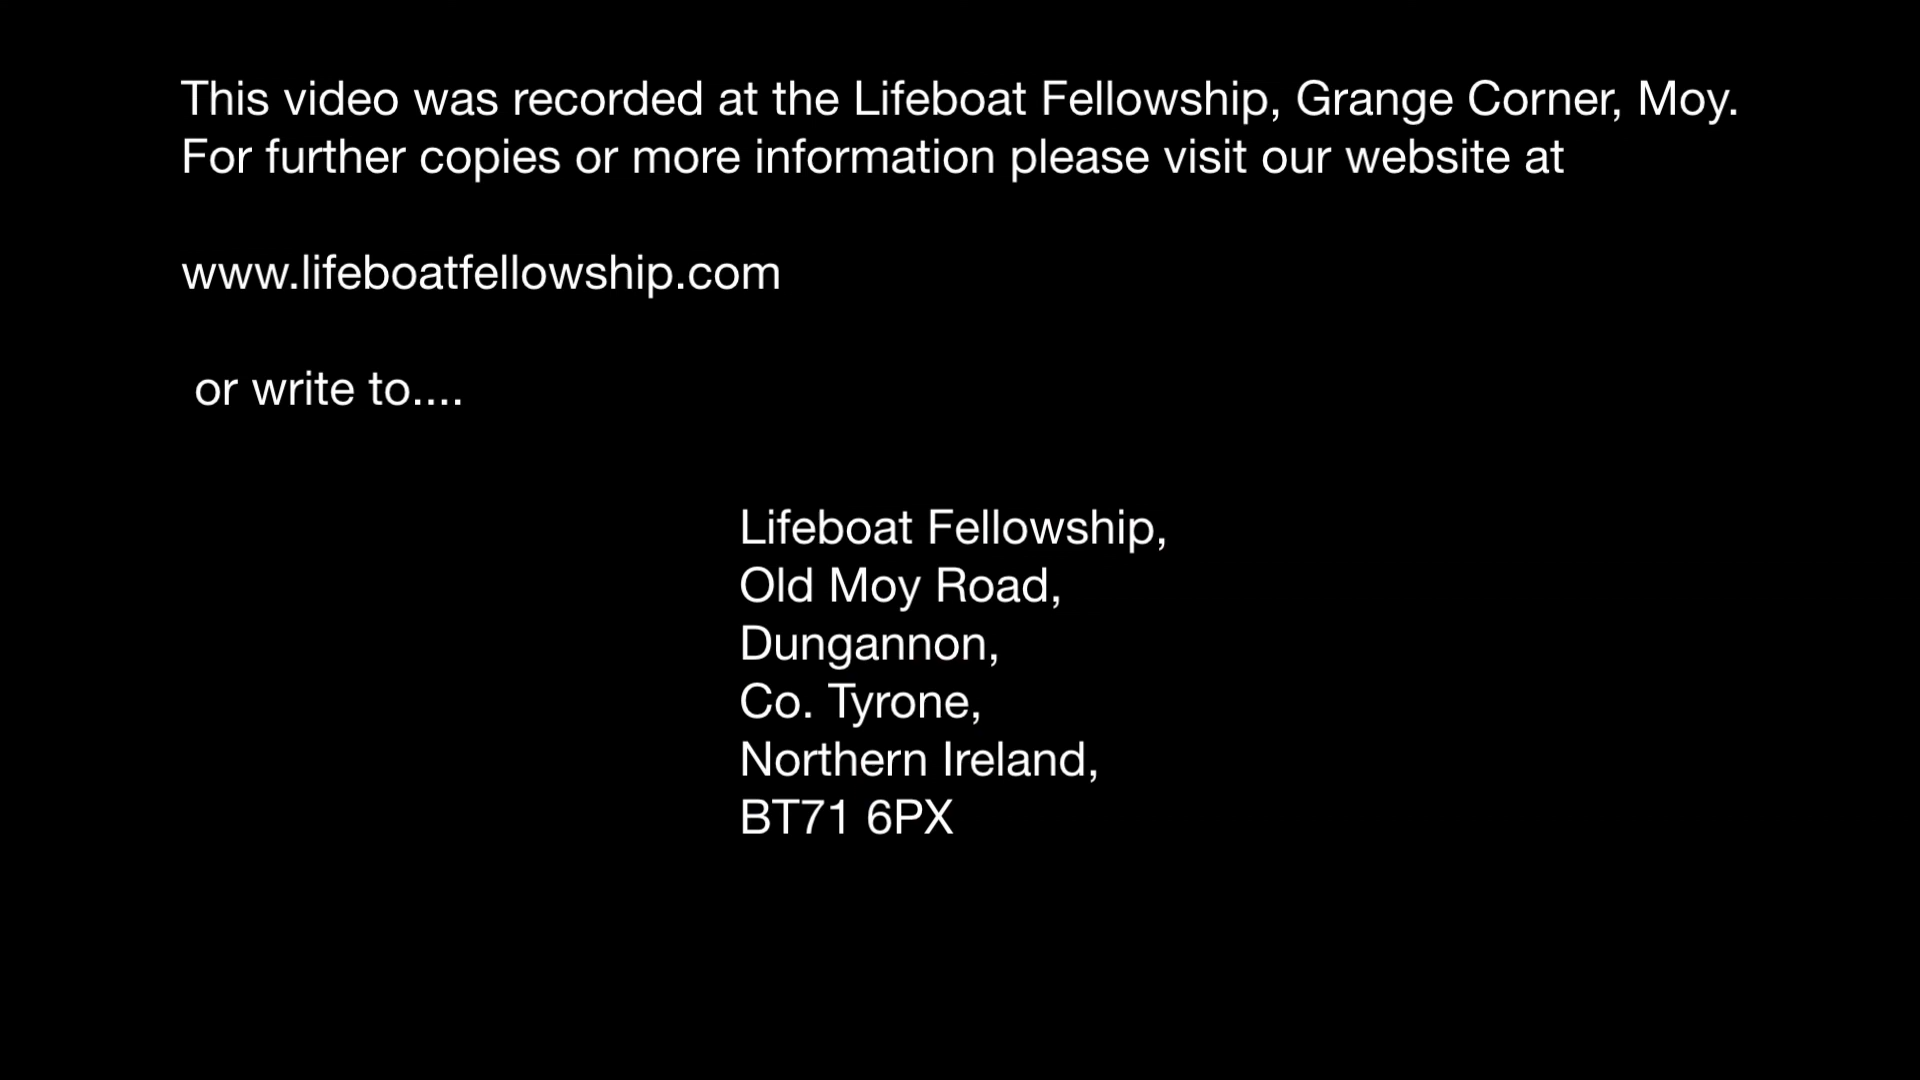 This video was recorded at the Lifeboat Fellowship, Grange Corner, Moy.
For further copies or more information please visit our website at
www.lifeboatfellowship.com
or write to....
Lifeboat Fellowship,
Old Moy Road,
Dungannon,
Co. Tyrone,
Northern Ireland,
BT71 6PX